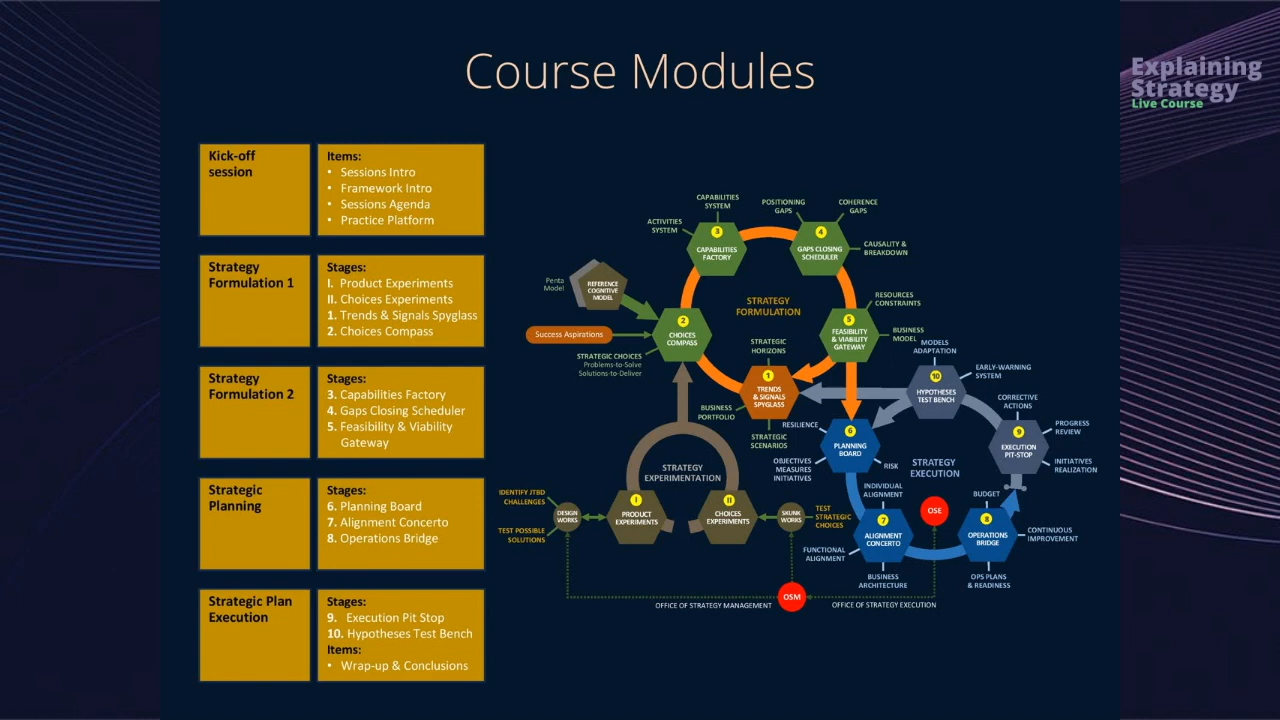 Course Modules
Explaining
Strategy
Live Course
Kick-off
session
Items:
• Sessions Intro
• Framework Intro
• Sessions Agenda
• Practice Platform
Strategy
Formulation 1
Stages:
I. Product Experiments
II. Choices Experiments
1. Trends & Signals Spyglass
2. Choices Compass
Strategy
Formulation 2
Stages:
3. Capabilities Factory
4. Gaps Closing Scheduler
5. Feasibility & Viability
Gateway
Strategic
Planning
Stages:
6. Planning Board
7. Alignment Concerto
8. Operations Bridge
Strategic Plan
Execution
Stages:
9. Execution Pit Stop
10. Hypotheses Test Bench
Items:
• Wrap-up & Conclusions
CAPABILITIES
SYSTEM
ACTIVITIES
SYSTEM
3
CAPABILITIES
FACTORY
POSITIONING
GAPS
COHERENCE
GAPS
4
GAPS CLOSING
SCHEDULER
CAUSALITY &
BREAKDOWN
Penta
Model
REFERENCE
COGNITIVE
MODEL
Success Aspirations
2
CHOICES
COMPASS
STRATEGIC CHOICES
Problems-to-Solve
Solutions-to-Deliver
STRATEGY
FORMULATION
RESOURCES
CONSTRAINTS
5
FEASIBILITY
& VIABILITY
GATEWAY
BUSINESS
MODEL
STRATEGIC
HORIZONS
1
TRENDS
& SIGNALS
SPYGLASS
BUSINESS
PORTFOLIO
STRATEGIC
SCENARIOS
MODELS
ADAPTATION
10
HYPOTHESES
TEST BENCH
EARLY-WARNING
SYSTEM
CORRECTIVE
ACTIONS
9
EXECUTION
PIT-STOP
PROGRESS
REVIEW
INITIATIVES
REALIZATION
RESILIENCE
6
PLANNING
BOARD
OBJECTIVES
MEASURES
INITIATIVES
RISK
STRATEGY
EXECUTION
STRATEGY
EXPERIMENTATION
IDENTIFY JTBD
CHALLENGES
DESIGN
WORKS
TEST POSSIBLE
SOLUTIONS
I
PRODUCT
EXPERIMENTS
II
CHOICES
EXPERIMENTS
SKUNK
WORKS
TEST
STRATEGIC
CHOICES
INDIVIDUAL
ALIGNMENT
7
ALIGNMENT
CONCERTO
FUNCTIONAL
ALIGNMENT
BUSINESS
ARCHITECTURE
OSE
BUDGET
8
OPERATIONS
BRIDGE
CONTINUOUS
IMPROVEMENT
OPS PLANS
& READINESS
OFFICE OF STRATEGY MANAGEMENT
OSM
OFFICE OF STRATEGY EXECUTION